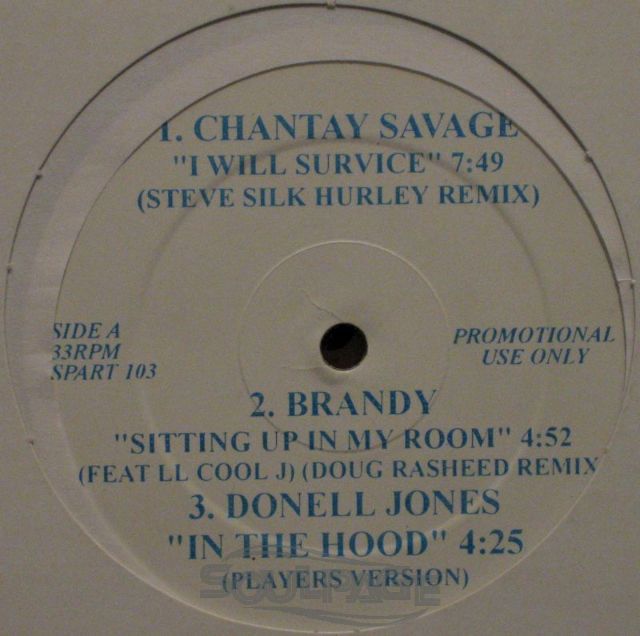 1. CHANTAY SAVAGE
"I WILL SURVICE" 7:49
(STEVE SILK HURLEY REMIX)
SIDE A
33RPM
SPART 103
PROMOTIONAL
USE ONLY
2. BRANDY
"SITTING UP IN MY ROOM" 4:52
(FEAT LL COOL J) (DOUG RASHEED REMIX
3. DONELL JONES
"IN THE HOOD" 4:25
(PLAYERS VERSION)
SOULPAGE